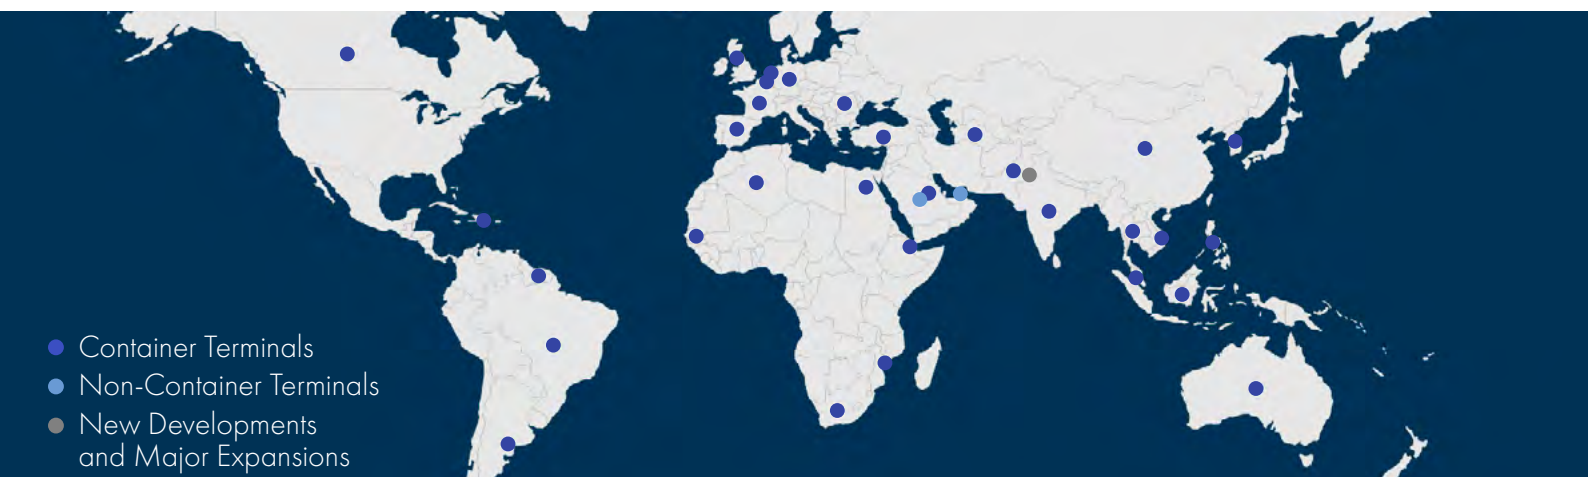 Container Terminals
Non-Container Terminals
New Developments
and Major Expansions